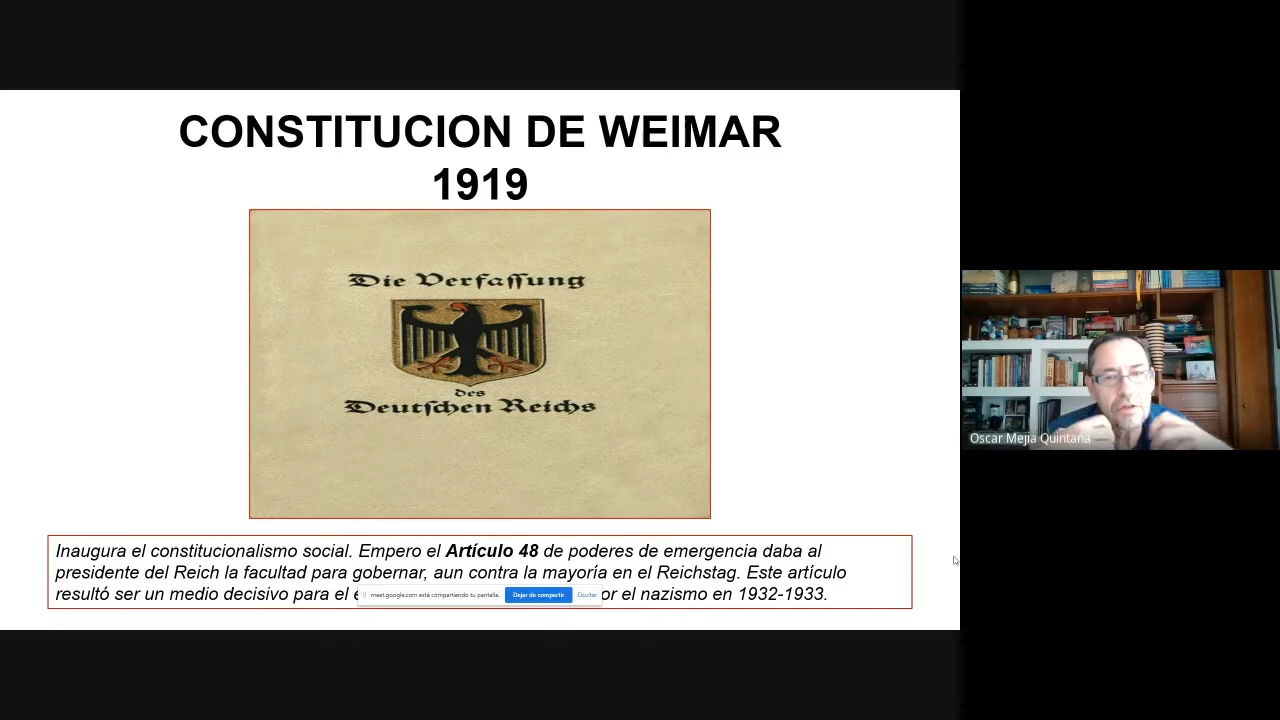 CONSTITUCION DE WEIMAR
1919
Die Verfaſſung
des
Deutſchen Reichs
Inaugura el constitucionalismo social. Empero el Artículo 48 de poderes de emergencia daba al
presidente del Reich la facultad para gobernar, aun contra la mayoría en el Reichstag. Este artículo
resultó ser un medio decisivo para el por el nazismo en 1932-1933.
meet.google.com está compartiendo tu pantalla.
Dejar de compartir
Ocultar
Oscar Mejia Quintana